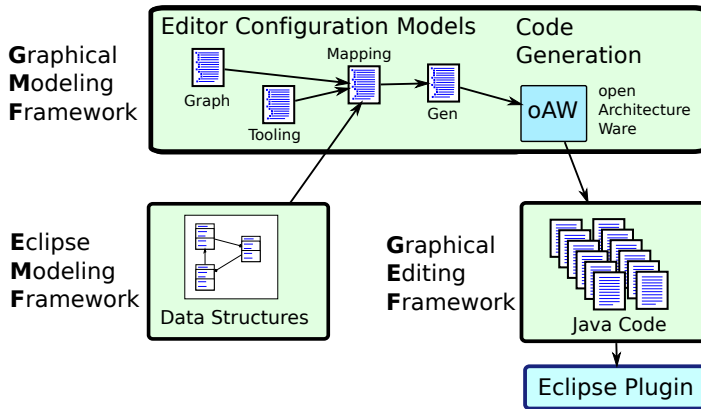 Graphical
Modeling
Framework
Editor Configuration Models
Code
Generation
Mapping
Graph
Tooling
Gen
oAW
open
Architecture
Ware
Eclipse
Modeling
Framework
Data Structures
Graphical
Editing
Framework
Java Code
Eclipse Plugin